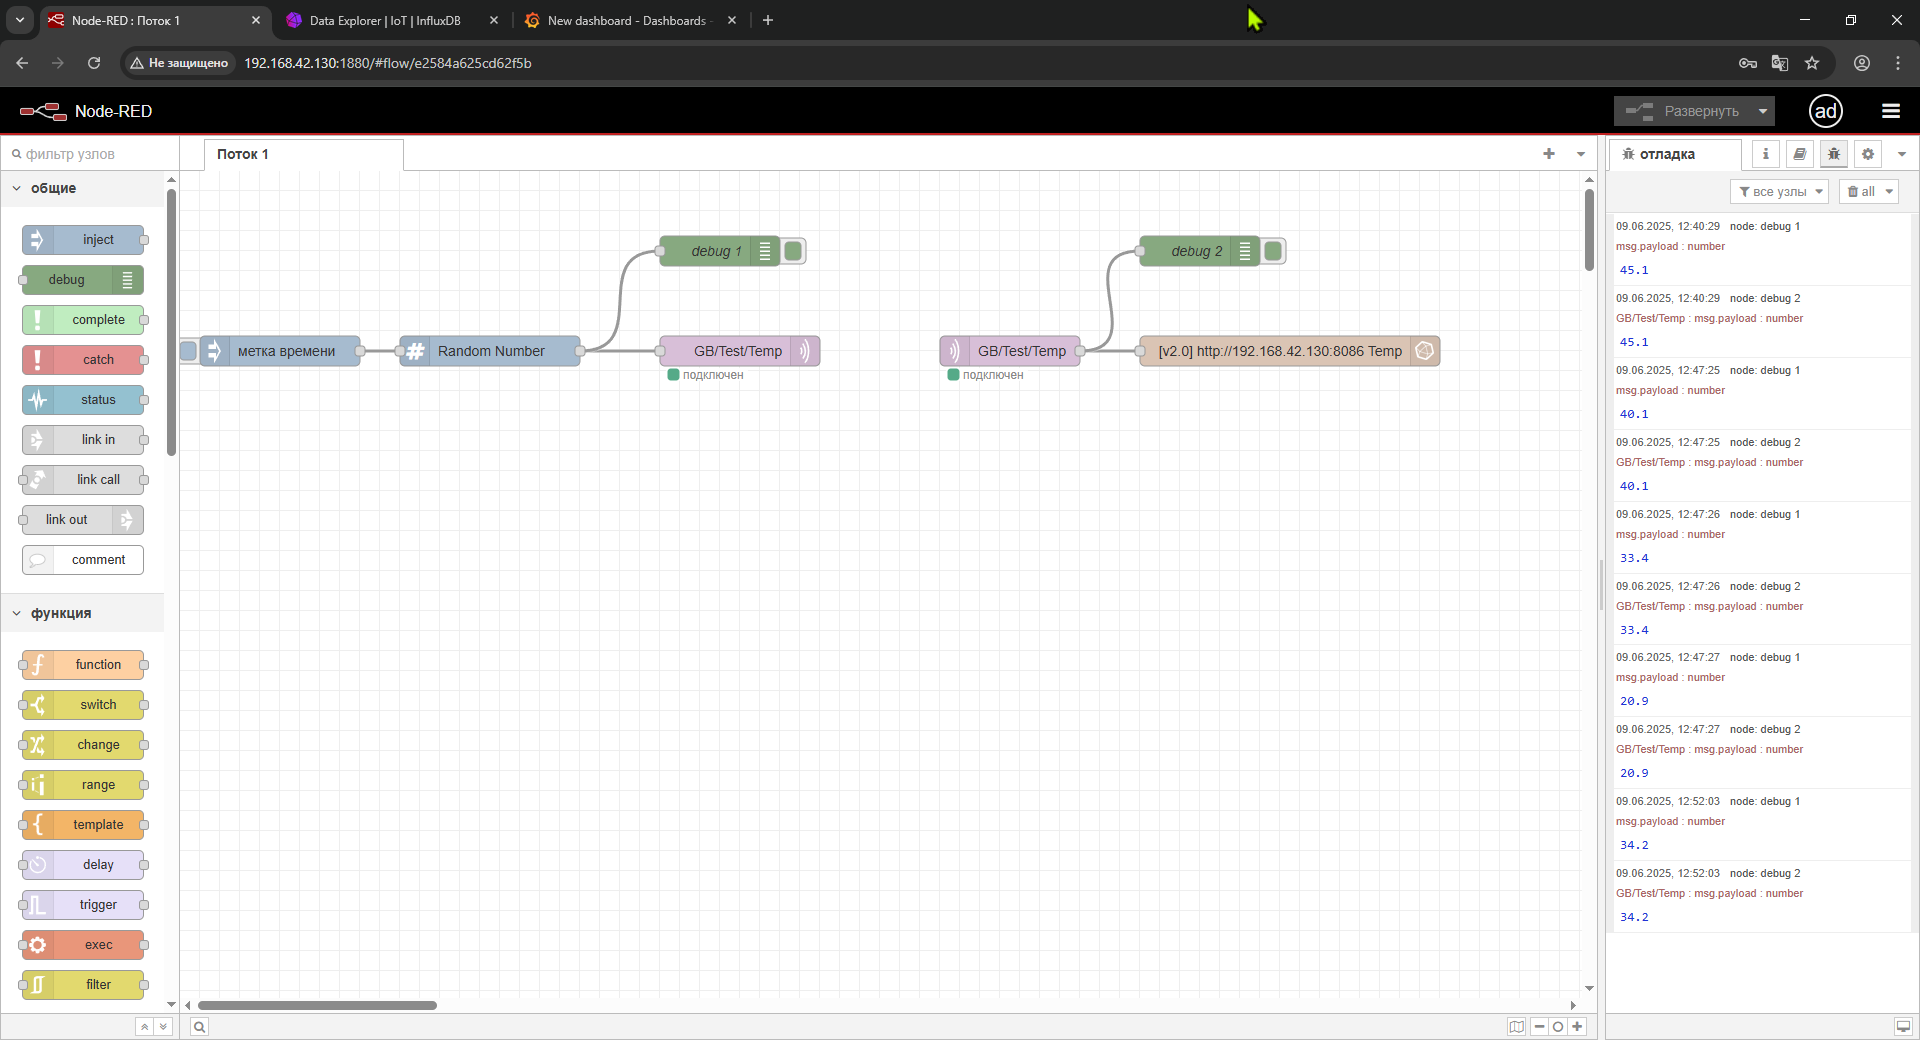 Node-RED : Поток 1
Data Explorer | IoT | InfluxDB
New dashboard - Dashboards -
Не защищено
192.168.42.130:1880/#flow/e2584a625cd62f5b
Node-RED
Развернуть
ad
фильтр узлов
общие
inject
debug
complete
catch
status
link in
link call
link out
comment
функция
function
switch
change
range
template
delay
trigger
exec
filter
Поток 1
debug 1
debug 2
метка времени
Random Number
GB/Test/Temp
GB/Test/Temp
[v2.0] http://192.168.42.130:8086 Temp
подключен
подключен
отладка
все узлы
all
09.06.2025, 12:40:29 node: debug 1
msg.payload : number
45.1
09.06.2025, 12:40:29 node: debug 2
GB/Test/Temp : msg.payload : number
45.1
09.06.2025, 12:47:25 node: debug 1
msg.payload : number
40.1
09.06.2025, 12:47:25 node: debug 2
GB/Test/Temp : msg.payload : number
40.1
09.06.2025, 12:47:26 node: debug 1
msg.payload : number
33.4
09.06.2025, 12:47:26 node: debug 2
GB/Test/Temp : msg.payload : number
33.4
09.06.2025, 12:47:27 node: debug 1
msg.payload : number
20.9
09.06.2025, 12:47:27 node: debug 2
GB/Test/Temp : msg.payload : number
20.9
09.06.2025, 12:52:03 node: debug 1
msg.payload : number
34.2
09.06.2025, 12:52:03 node: debug 2
GB/Test/Temp : msg.payload : number
34.2